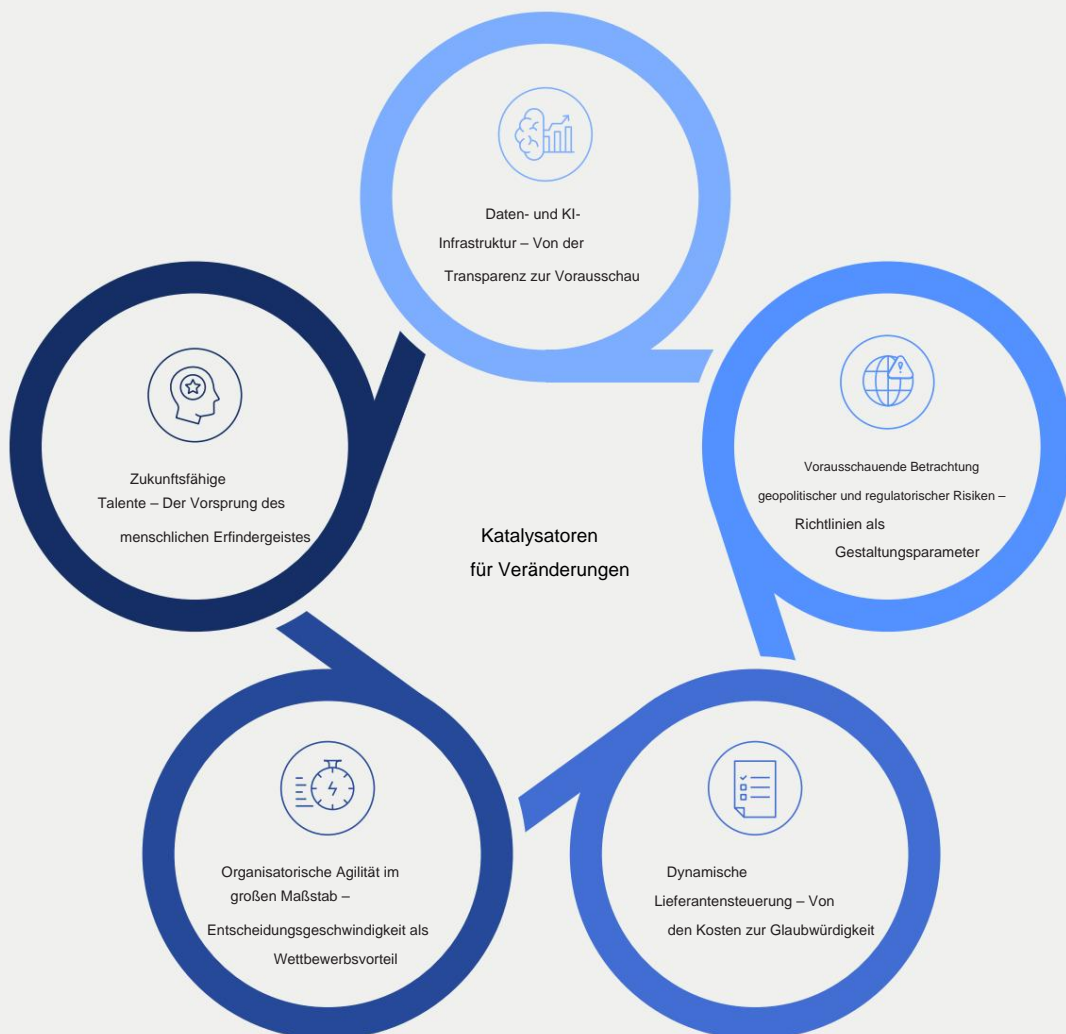 Daten- und KI-
Infrastruktur – Von der
Transparenz zur Vorausschau
Vorausschauende Betrachtung
geopolitischer und regulatorischer Risiken –
Richtlinien als
Gestaltungsparameter
Dynamische
Lieferantensteuerung – Von
den Kosten zur Glaubwürdigkeit
Organisatorische Agilität im
großen Maßstab –
Entscheidungsgeschwindigkeit als
Wettbewerbsvorteil
Zukunftsfähige
Talente – Der Vorsprung des
menschlichen Erfindergeistes
Katalysatoren
für Veränderungen